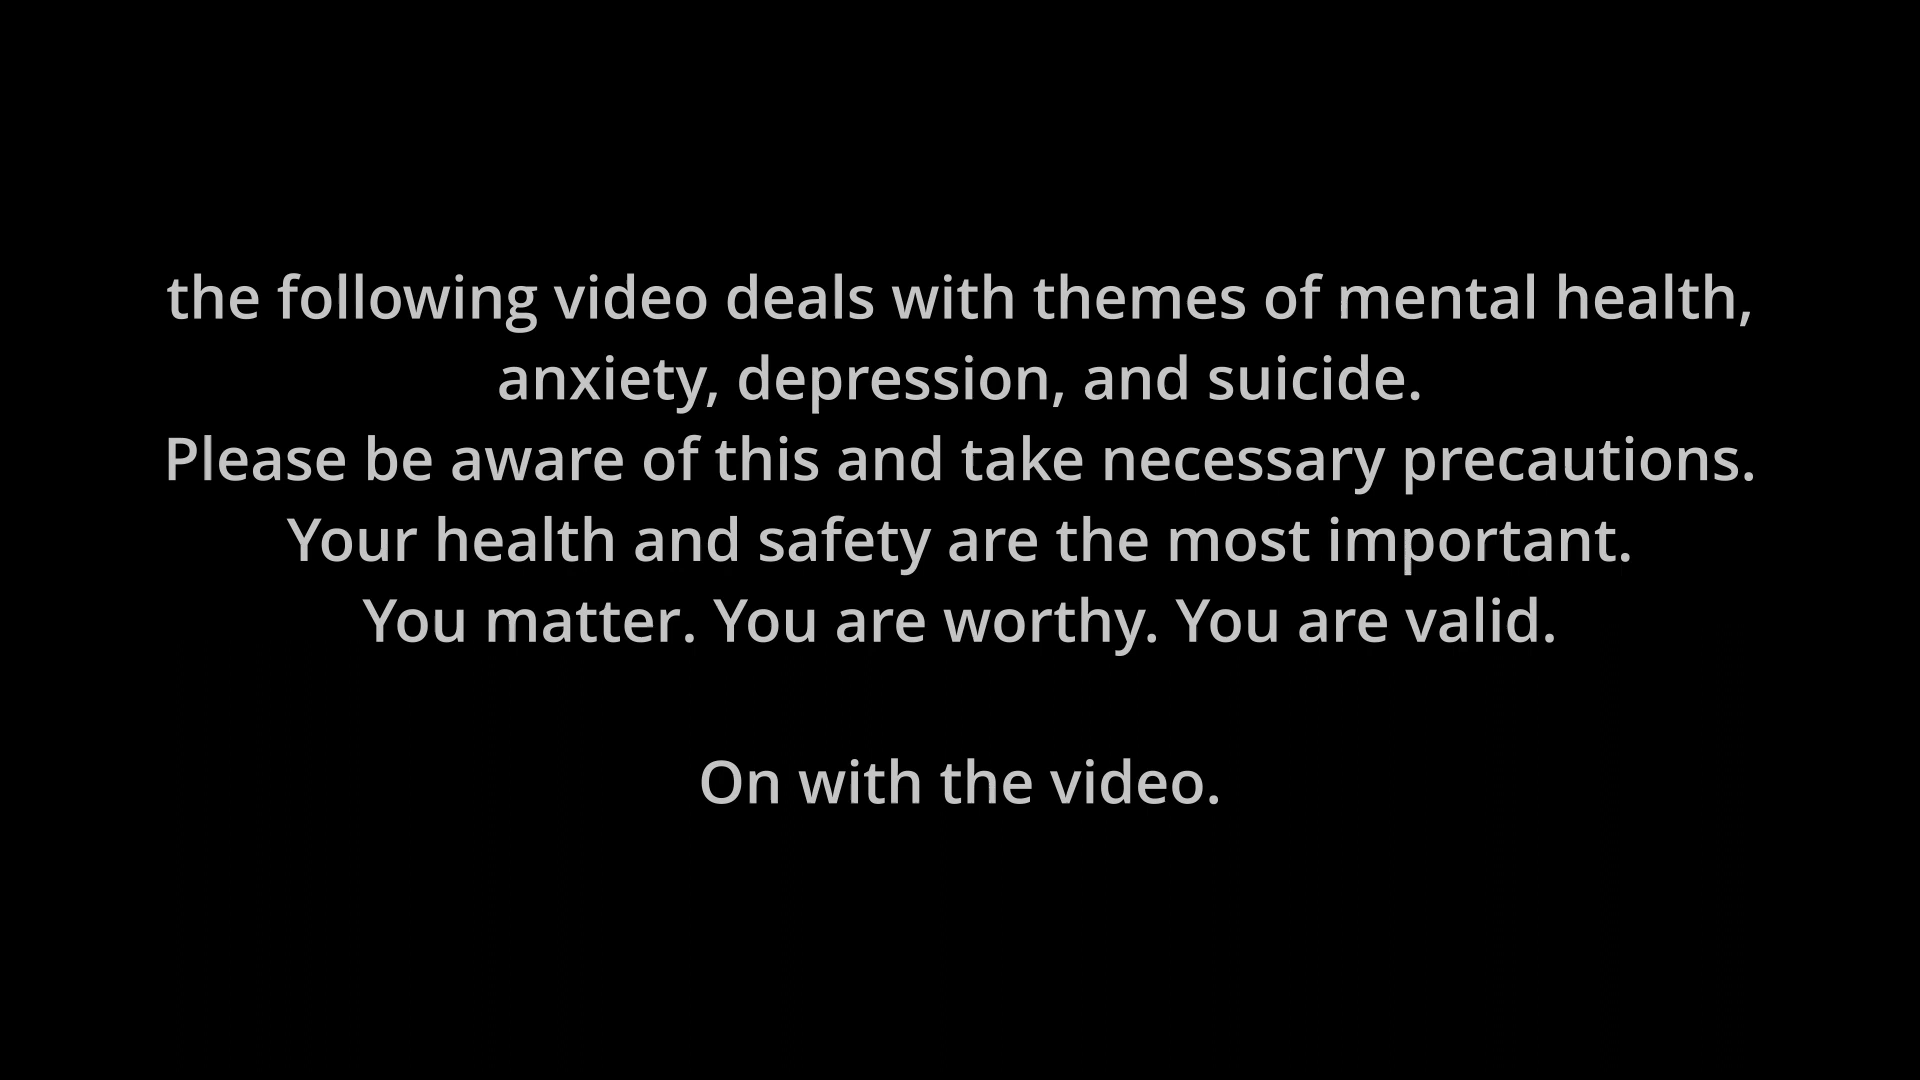 the following video deals with themes of mental health,
anxiety, depression, and suicide.
Please be aware of this and take necessary precautions.
Your health and safety are the most important.
You matter. You are worthy. You are valid.
On with the video.